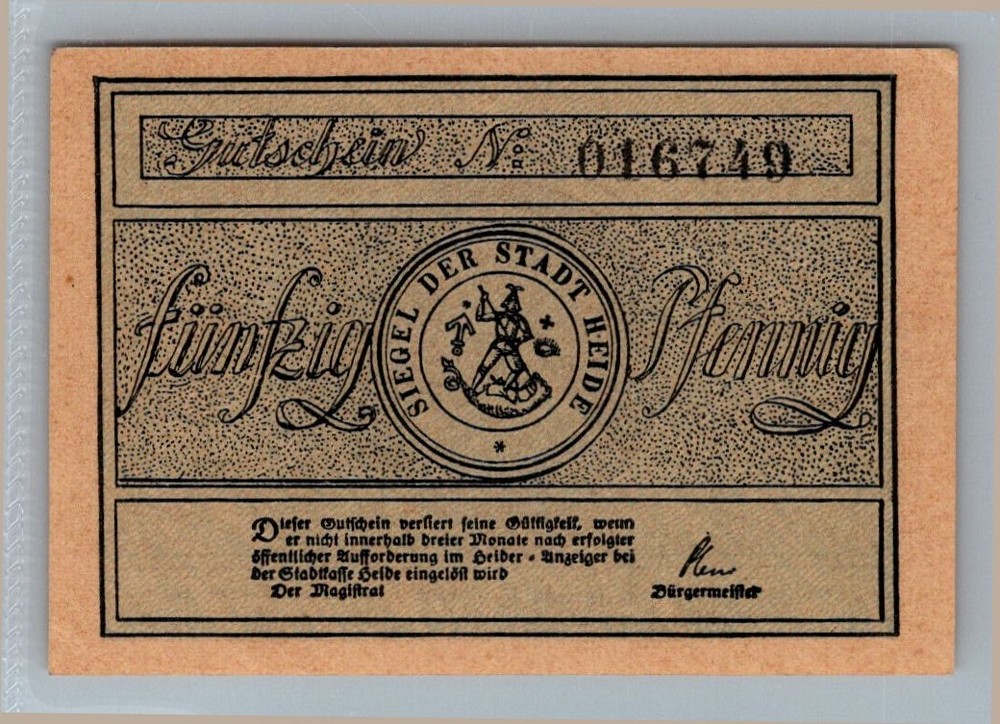 Gutschein No: 016749
fünfzig Pfennig
SIEGEL DER STADT HEIDE
*
Dieser Gutschein verliert seine Gültigkeit, wenn
er nicht innerhalb dreier Monate nach erfolgter
öffentlicher Aufforderung im Heider - Anzeiger bei
der Stadtkasse Heide eingelöst wird
Der Magistrat
Bürgermeister